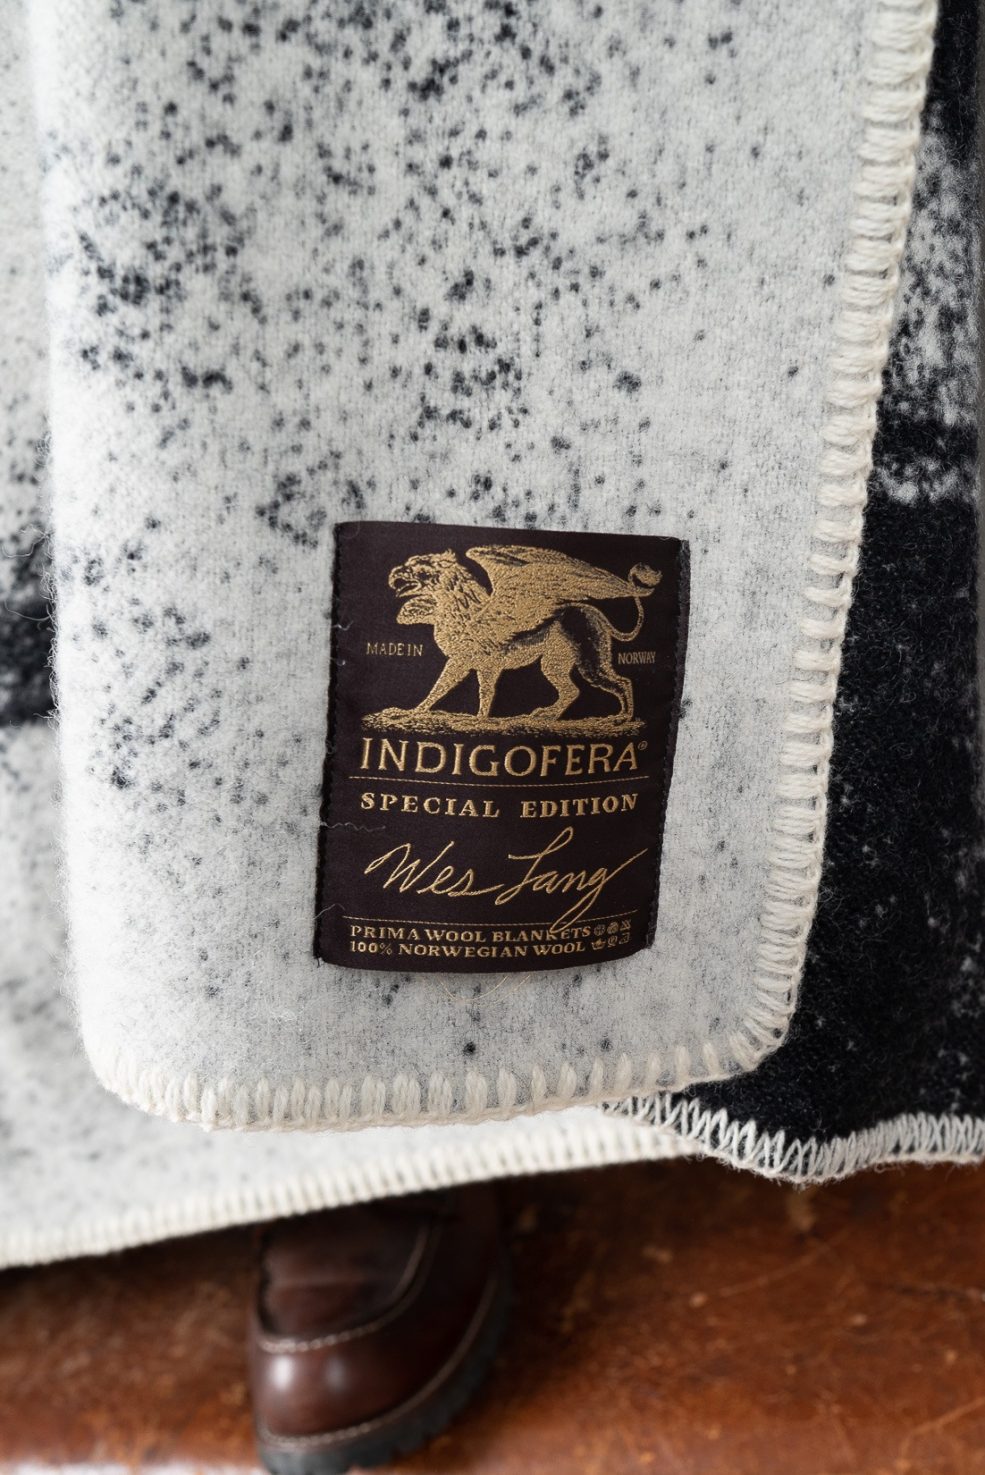 MADE IN NORWAY
INDIGOFERA®
SPECIAL EDITION
Wes Lang
PRIMA WOOL BLANKETS
100% NORWEGIAN WOOL